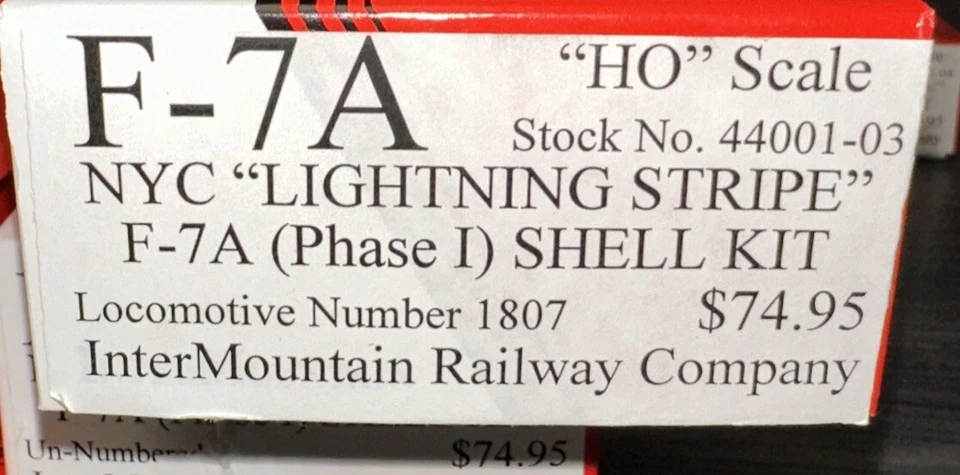 F-7A
"HO" Scale
Stock No. 44001-03
NYC "LIGHTNING STRIPE"
F-7A (Phase I) SHELL KIT
Locomotive Number 1807 $74.95
InterMountain Railway Company
$74.95